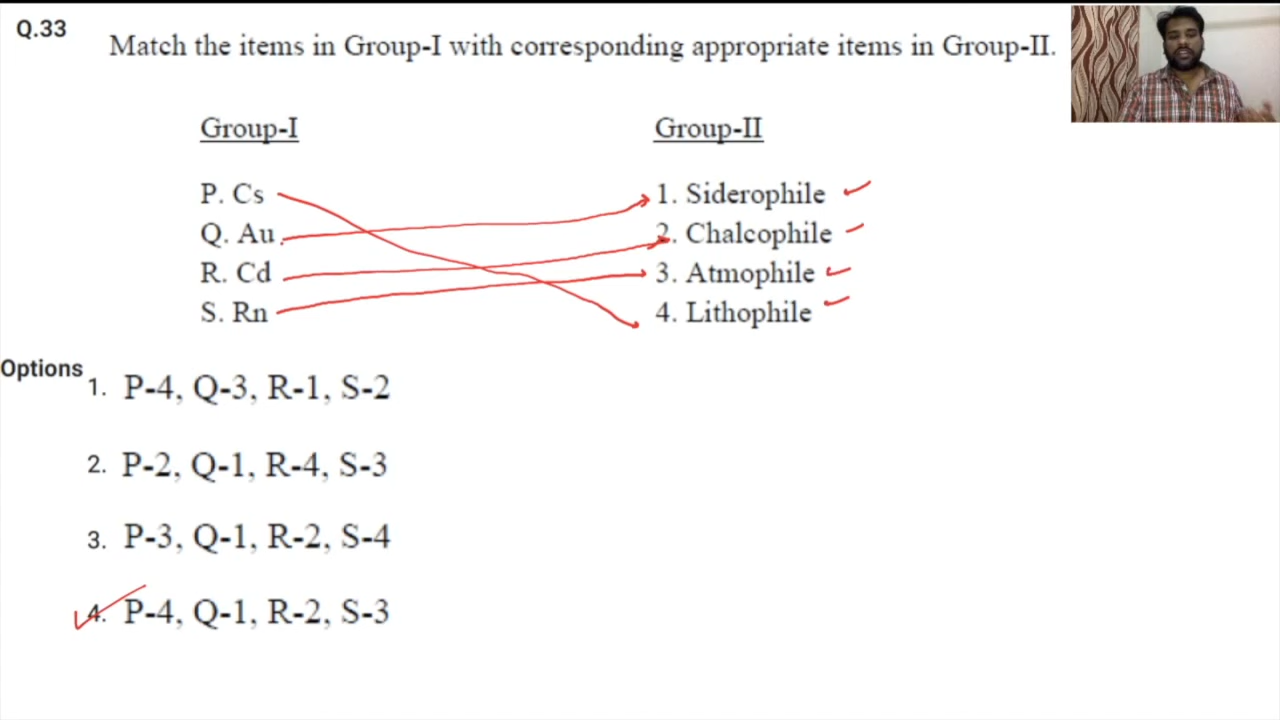 Q.33
Match the items in Group-I with corresponding appropriate items in Group-II.
Group-I Group-II
P. Cs 1. Siderophile
Q. Au 2. Chalcophile
R. Cd 3. Atmophile
S. Rn 4. Lithophile
Options
1. P-4, Q-3, R-1, S-2
2. P-2, Q-1, R-4, S-3
3. P-3, Q-1, R-2, S-4
4. P-4, Q-1, R-2, S-3